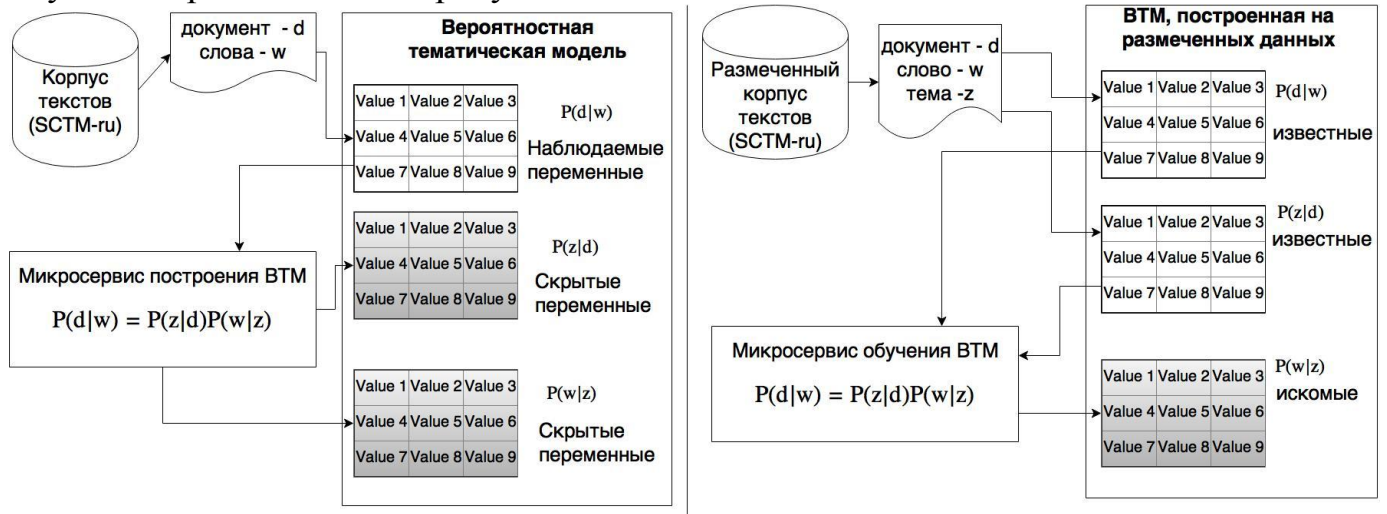 Корпус
текстов
(SCTM-ru)
документ - d
слова - w
Вероятностная
тематическая модель
Value 1 Value 2 Value 3
Value 4 Value 5 Value 6
Value 7 Value 8 Value 9
P(d|w)
Наблюдаемые
переменные
Value 1 Value 2 Value 3
Value 4 Value 5 Value 6
Value 7 Value 8 Value 9
P(z|d)
Скрытые
переменные
Микросервис построения ВТМ
P(d|w) = P(z|d)P(w|z)
Value 1 Value 2 Value 3
Value 4 Value 5 Value 6
Value 7 Value 8 Value 9
P(w|z)
Скрытые
переменные
Размеченный
корпус
текстов
(SCTM-ru)
документ - d
слово - w
тема -z
ВТМ, построенная на
размеченных данных
Value 1 Value 2 Value 3
Value 4 Value 5 Value 6
Value 7 Value 8 Value 9
P(d|w)
известные
Value 1 Value 2 Value 3
Value 4 Value 5 Value 6
Value 7 Value 8 Value 9
P(z|d)
известные
Микросервис обучения ВТМ
P(d|w) = P(z|d)P(w|z)
Value 1 Value 2 Value 3
Value 4 Value 5 Value 6
Value 7 Value 8 Value 9
P(w|z)
искомые